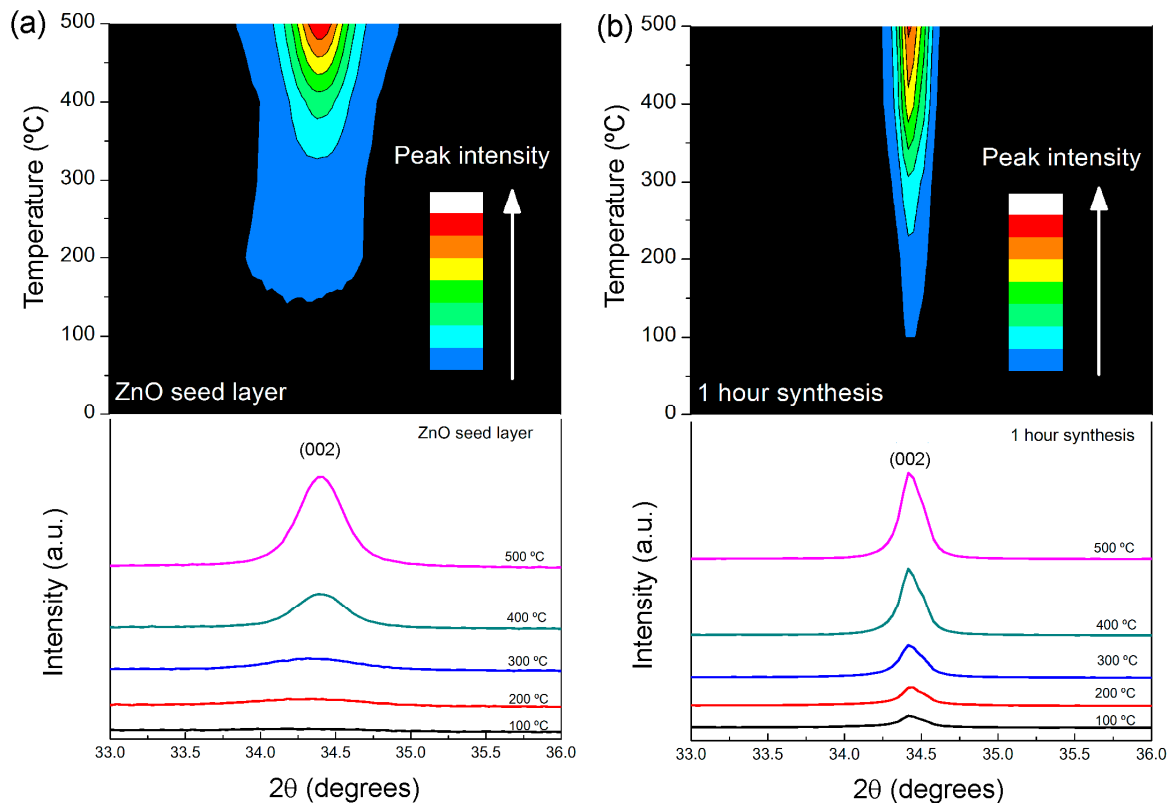 (a)
500
400
300
200
100
0
Temperature (ºC)
Peak intensity
ZnO seed layer
ZnO seed layer
(002)
500 ºC
400 ºC
300 ºC
200 ºC
100 ºC
Intensity (a.u.)
33.0 33.5 34.0 34.5 35.0 35.5 36.0
2θ (degrees)
(b)
500
400
300
200
100
0
Temperature (ºC)
Peak intensity
1 hour synthesis
1 hour synthesis
(002)
500 ºC
400 ºC
300 ºC
200 ºC
100 ºC
Intensity (a.u.)
33.0 33.5 34.0 34.5 35.0 35.5 36.0
2θ (degrees)